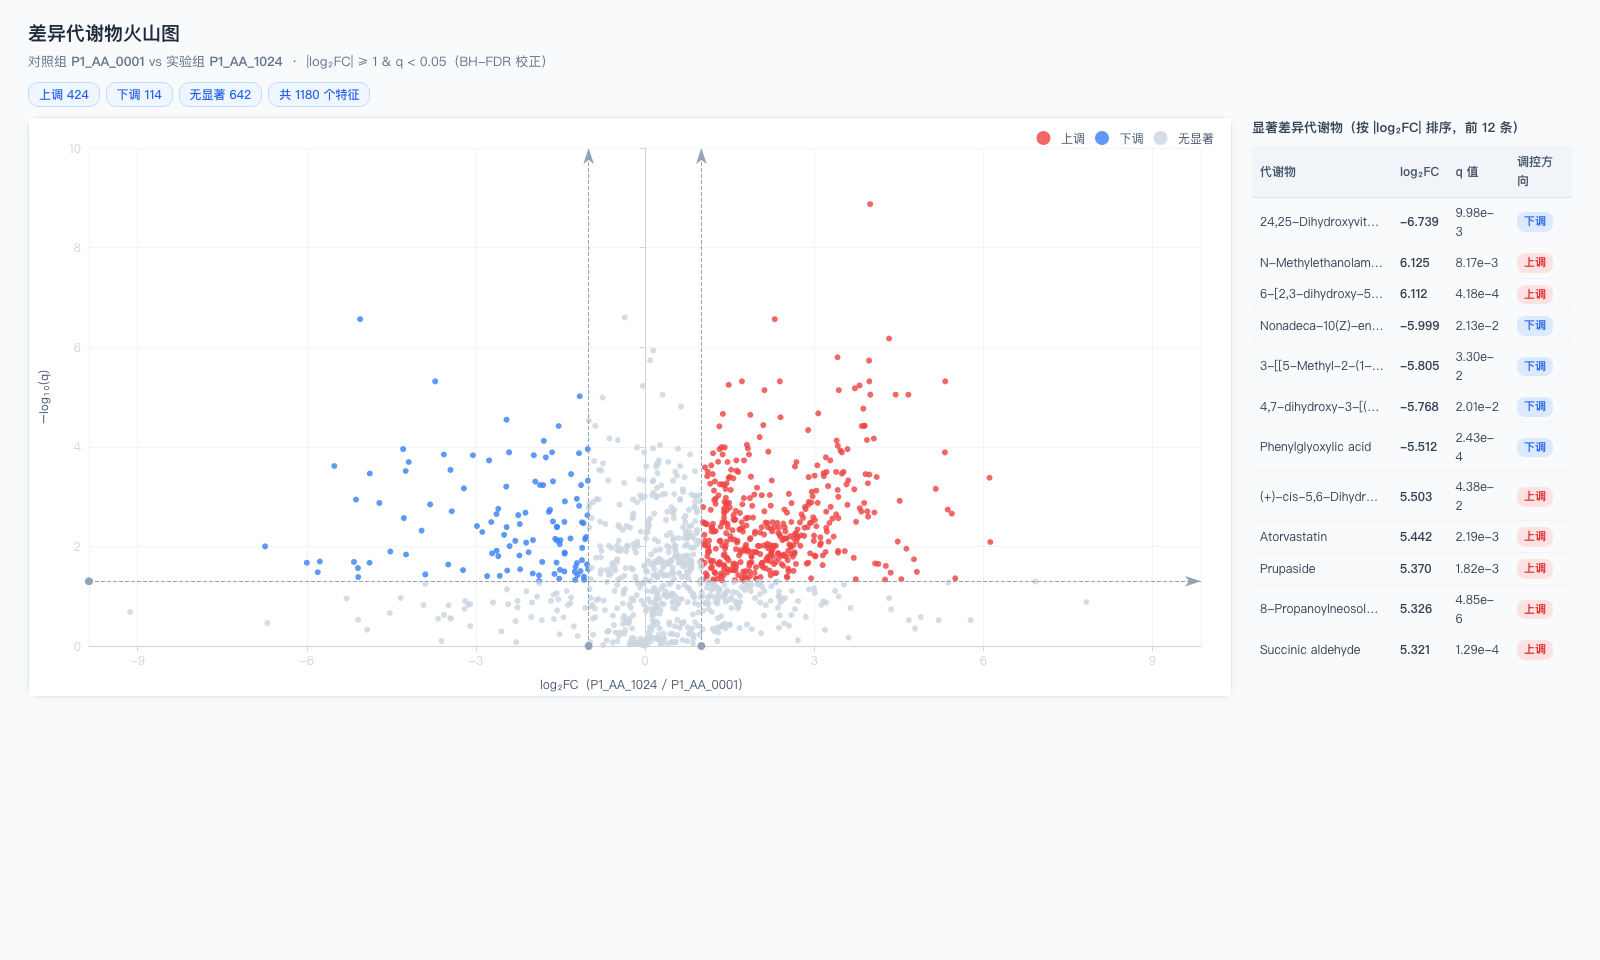 差异代谢物火山图
对照组 P1_AA_0001 vs 实验组 P1_AA_1024 · |log₂FC| ≥ 1 & q < 0.05（BH-FDR 校正）
上调 424 下调 114 无显著 642 共 1180 个特征
上调 下调 无显著
10
8
6
4
2
0
−log₁₀(q)
−9 −6 −3 0 3 6 9
log₂FC（P1_AA_1024 / P1_AA_0001）
显著差异代谢物（按 |log₂FC| 排序，前 12 条）
代谢物 log₂FC q 值 调控方
向
24,25-Dihydroxyvit... −6.739 9.98e-
3 下调
N-Methylethanolam... 6.125 8.17e-3 上调
6-[2,3-dihydroxy-5... 6.112 4.18e-4 上调
Nonadeca-10(Z)-en... −5.999 2.13e-2 下调
3-[[5-Methyl-2-(1-... −5.805 3.30e-
2 下调
4,7-dihydroxy-3-[(... −5.768 2.01e-2 下调
Phenylglyoxylic acid −5.512 2.43e-
4 下调
(+)-cis-5,6-Dihydr... 5.503 4.38e-
2 上调
Atorvastatin 5.442 2.19e-3 上调
Prupaside 5.370 1.82e-3 上调
8-Propanoylneosol... 5.326 4.85e-
6 上调
Succinic aldehyde 5.321 1.29e-4 上调